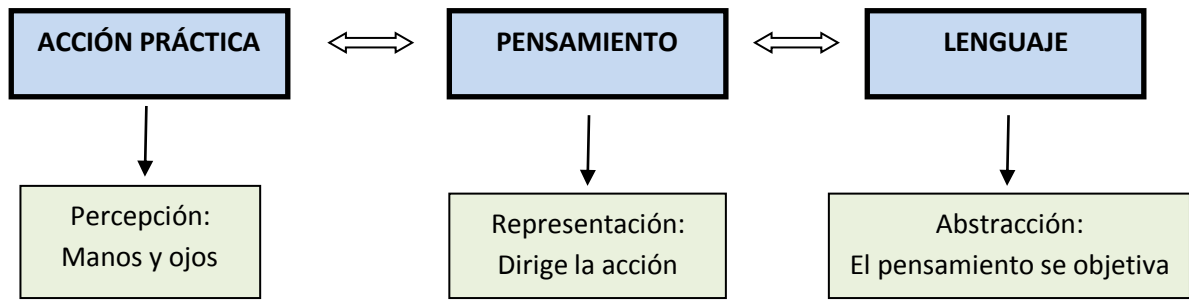 ACCIÓN PRÁCTICA
PENSAMIENTO
LENGUAJE
Percepción:
Manos y ojos
Representación:
Dirige la acción
Abstracción:
El pensamiento se objetiva